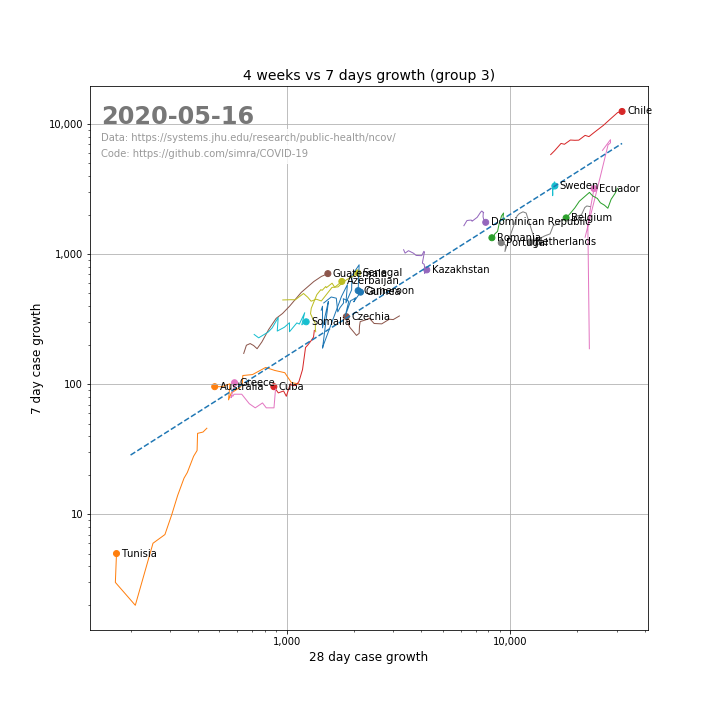 4 weeks vs 7 days growth (group 3)
2020-05-16
Data: https://systems.jhu.edu/research/public-health/ncov/
Code: https://github.com/simra/COVID-19
10,000
1,000
100
10
7 day case growth
Chile
Sweden
Ecuador
Belgium
Dominican Republic
Romania
Portugal
Netherlands
Kazakhstan
Guatemala
Senegal
Azerbaijan
Cameroon
Guinea
Somalia
Czechia
Greece
Australia
Cuba
Tunisia
1,000
10,000
28 day case growth